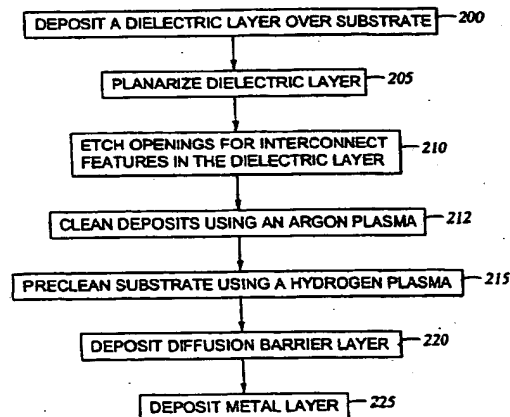 DEPOSIT A DIELECTRIC LAYER OVER SUBSTRATE 200
PLANARIZE DIELECTRIC LAYER 205
ETCH OPENINGS FOR INTERCONNECT
FEATURES IN THE DIELECTRIC LAYER 210
CLEAN DEPOSITS USING AN ARGON PLASMA 212
PRECLEAN SUBSTRATE USING A HYDROGEN PLASMA 215
DEPOSIT DIFFUSION BARRIER LAYER 220
DEPOSIT METAL LAYER 225